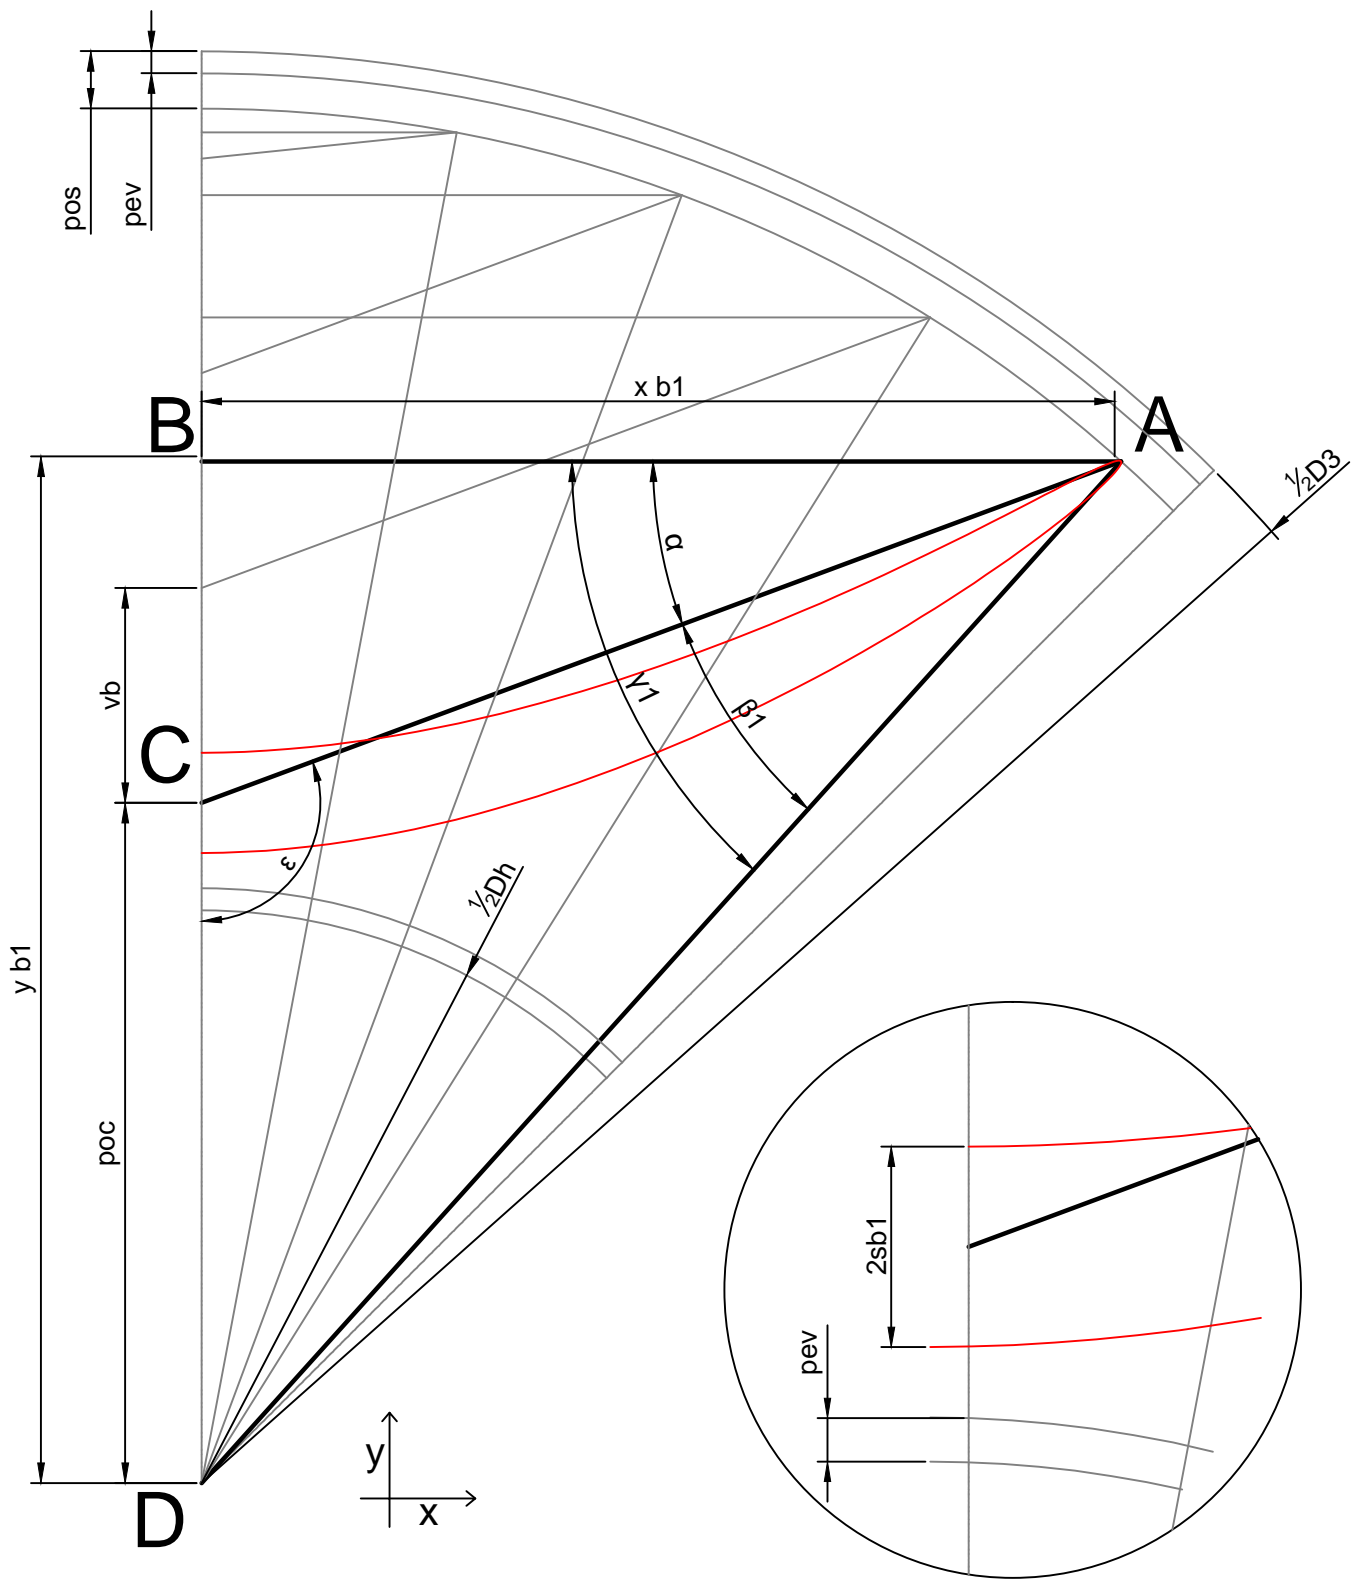 pos
pev
B
x b1
A
½D3
α
γ1
β1
vb
C
ε
½Dh
y b1
poc
2sb1
pev
y
x
D